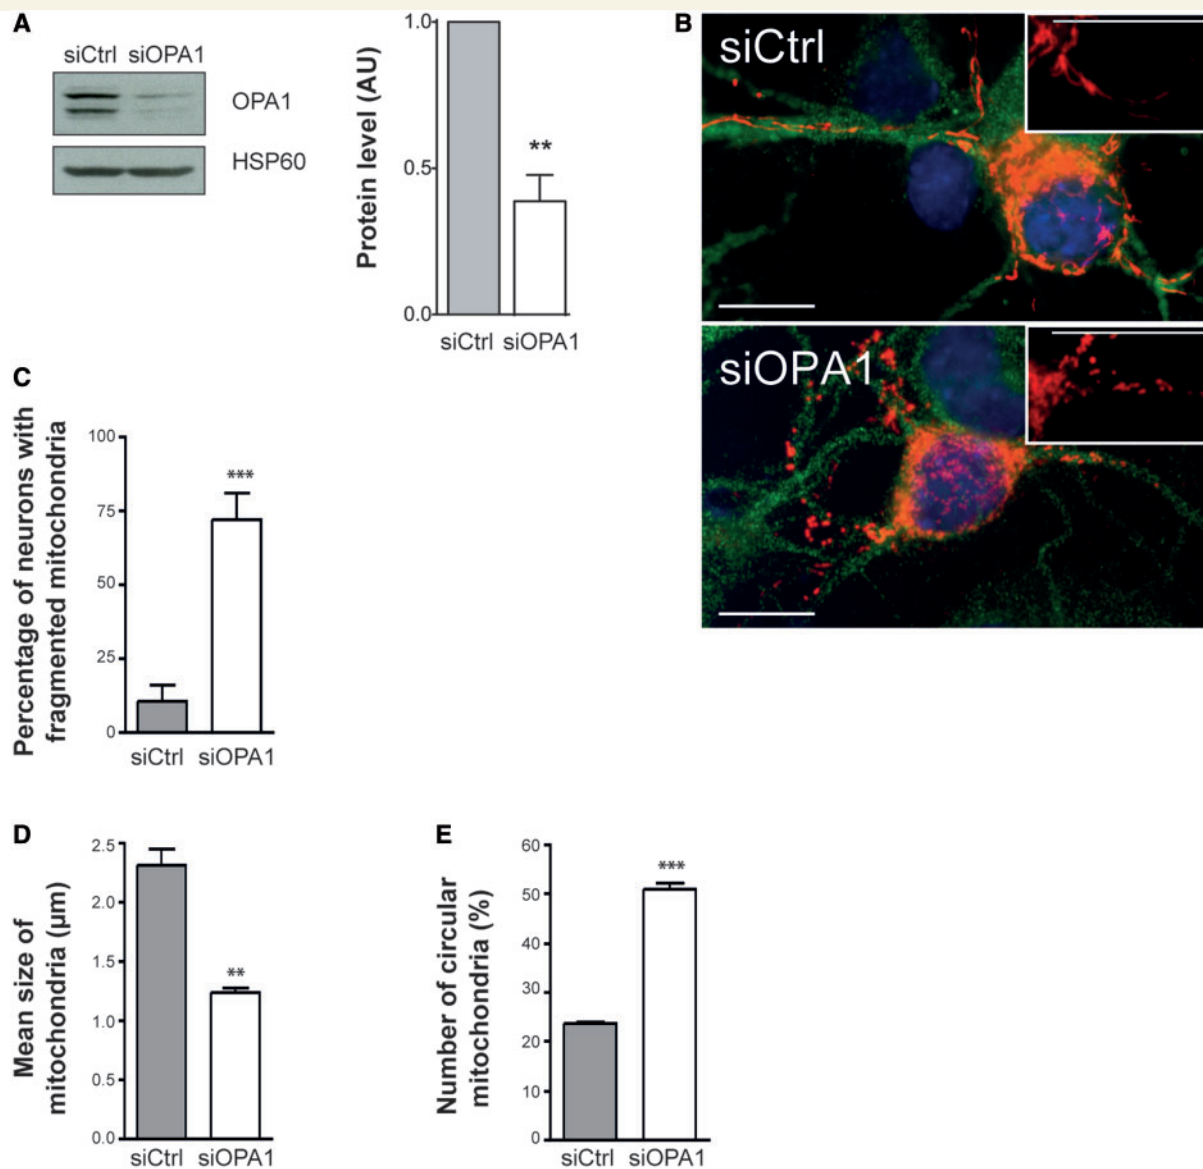 A
siCtrl siOPA1
OPA1
HSP60
Protein level (AU)
1.0
0.5
0.0
**
siCtrl siOPA1
B
siCtrl
siOPA1
C
Percentage of neurons with
fragmented mitochondria
100
75
50
25
0
***
siCtrl siOPA1
D
Mean size of
mitochondria (µm)
2.5
2.0
1.5
1.0
0.5
0.0
**
siCtrl siOPA1
E
Number of circular
mitochondria (%)
60
50
40
30
20
10
0
***
siCtrl siOPA1